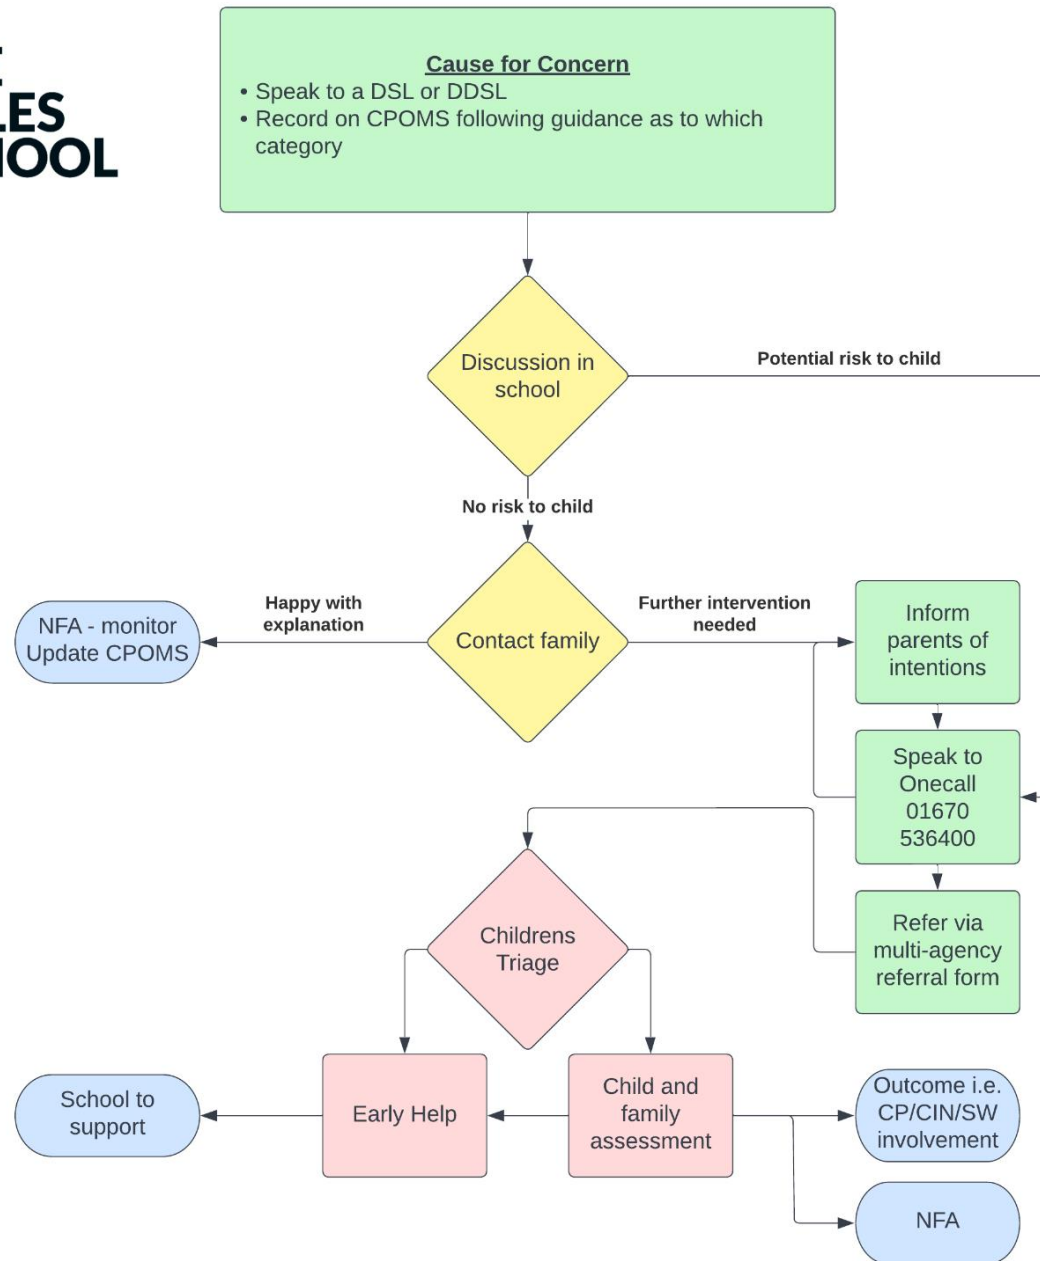 LES
HOOL
Cause for Concern
• Speak to a DSL or DDSL
• Record on CPOMS following guidance as to which
category
Discussion in
school
Potential risk to child
No risk to child
Contact family
Happy with
explanation
NFA - monitor
Update CPOMS
Further intervention
needed
Inform
parents of
intentions
Speak to
Onecall
01670
536400
Refer via
multi-agency
referral form
Childrens
Triage
Early Help
School to
support
Child and
family
assessment
Outcome i.e.
CP/CIN/SW
involvement
NFA